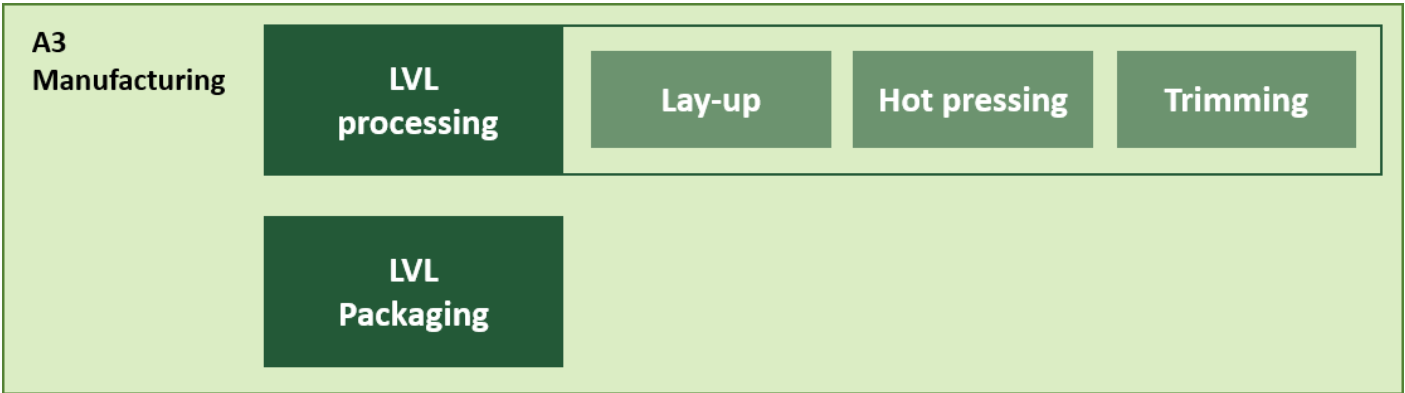 A3
Manufacturing
LVL
processing
Lay-up
Hot pressing
Trimming
LVL
Packaging